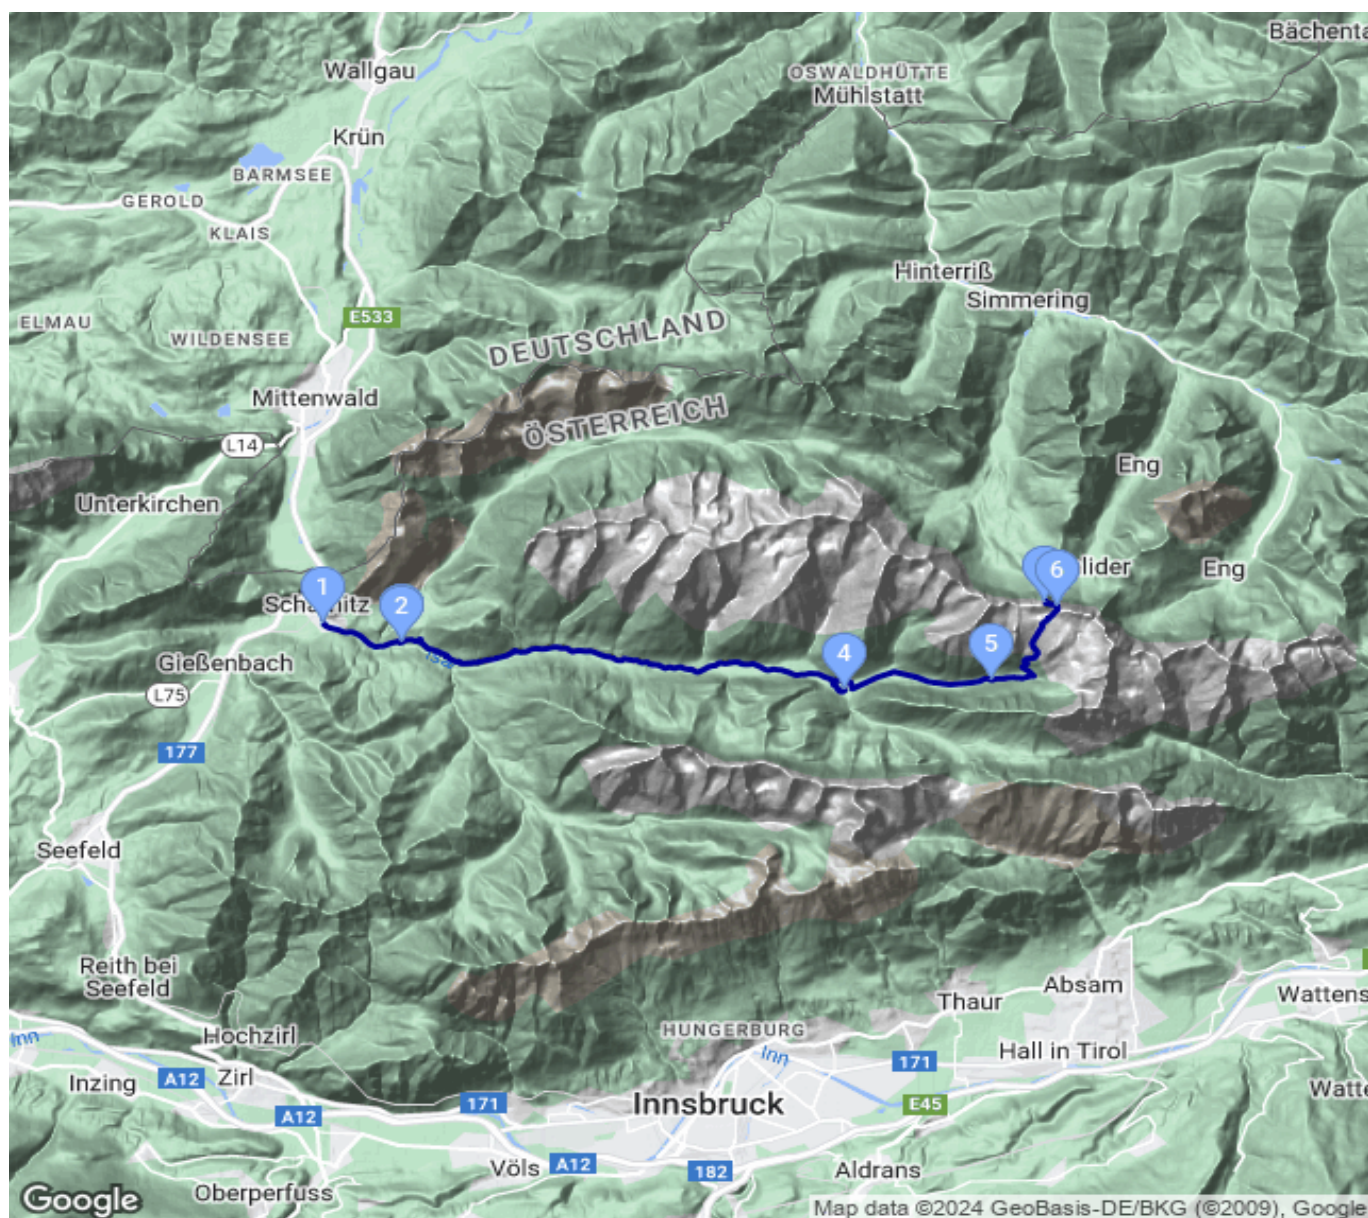 Bächenta
Wallgau
OSWALDHÜTTE
Mühlstatt
Krün
BARMSEE
GEROLD
KLAIS
Hinterriß
Simmering
E533
ELMAU
WILDENSEE
DEUTSCHLAND
Mittenwald
ÖSTERREICH
L14
Eng
Unterkirchen
6
lider
Eng
1
2
Gießenbach
5
4
L75
177
Seefeld
Reith bei
Seefeld
Absam
Thaur
Wattens
Hochzirl
HUNGERBURG
Inn
Inn
Hall in Tirol
171
Inzing
A12
Zirl
Watte
A12
171
Innsbruck
E45
Völs
A12
182
Aldrans
Oberperfuss
Google
Map data ©2024 GeoBasis-DE/BKG (©2009), Google